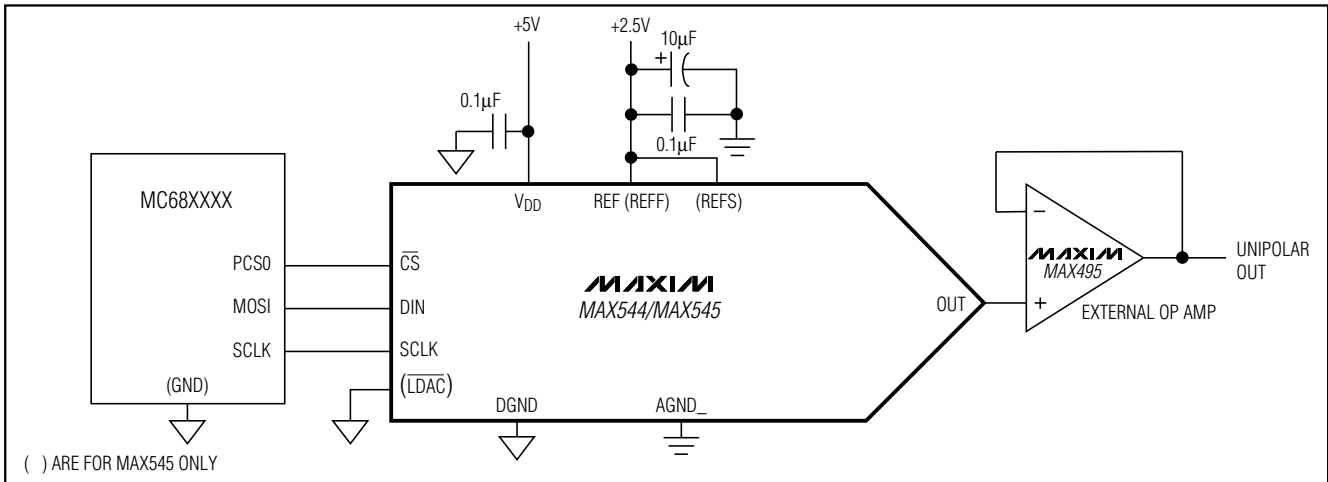 +5V
+2.5V
10µF
+
0.1µF
0.1µF
MC68XXXX
VDD
REF (REFF)
(REFS)
PCS0
CS
MOSI
DIN
SCLK
SCLK
(GND)
(LDAC)
MAXIM
MAX544/MAX545
OUT
DGND
AGND_
−
MAXIM
MAX495
+
UNIPOLAR
OUT
EXTERNAL OP AMP
( ) ARE FOR MAX545 ONLY